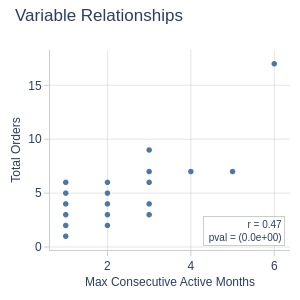 Variable Relationships
Total Orders
15
10
5
0
r = 0.47
pval = (0.0e+00)
2
4
6
Max Consecutive Active Months